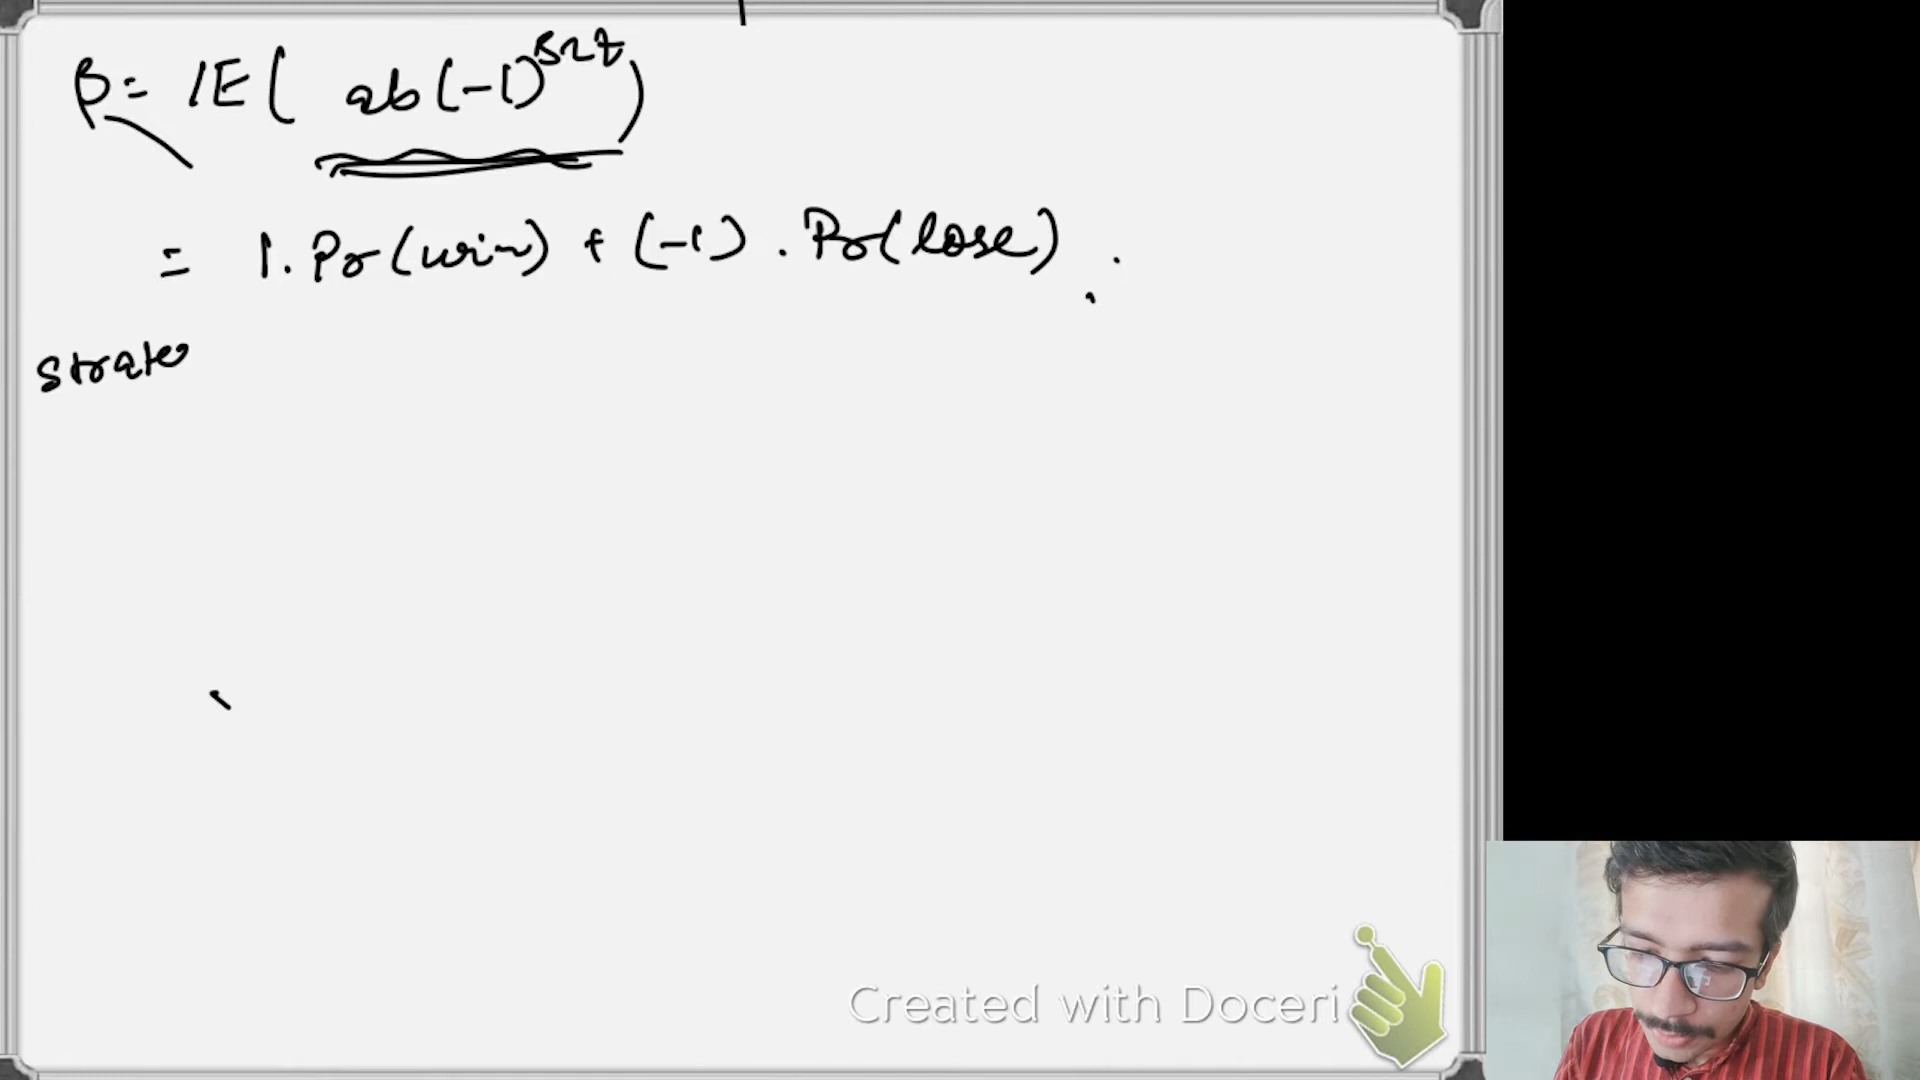 β = IE ( ab (-1)^{s∧t} )
= 1. Pr (win) + (-1) . Pr (lose) .
strate
Created with Doceri